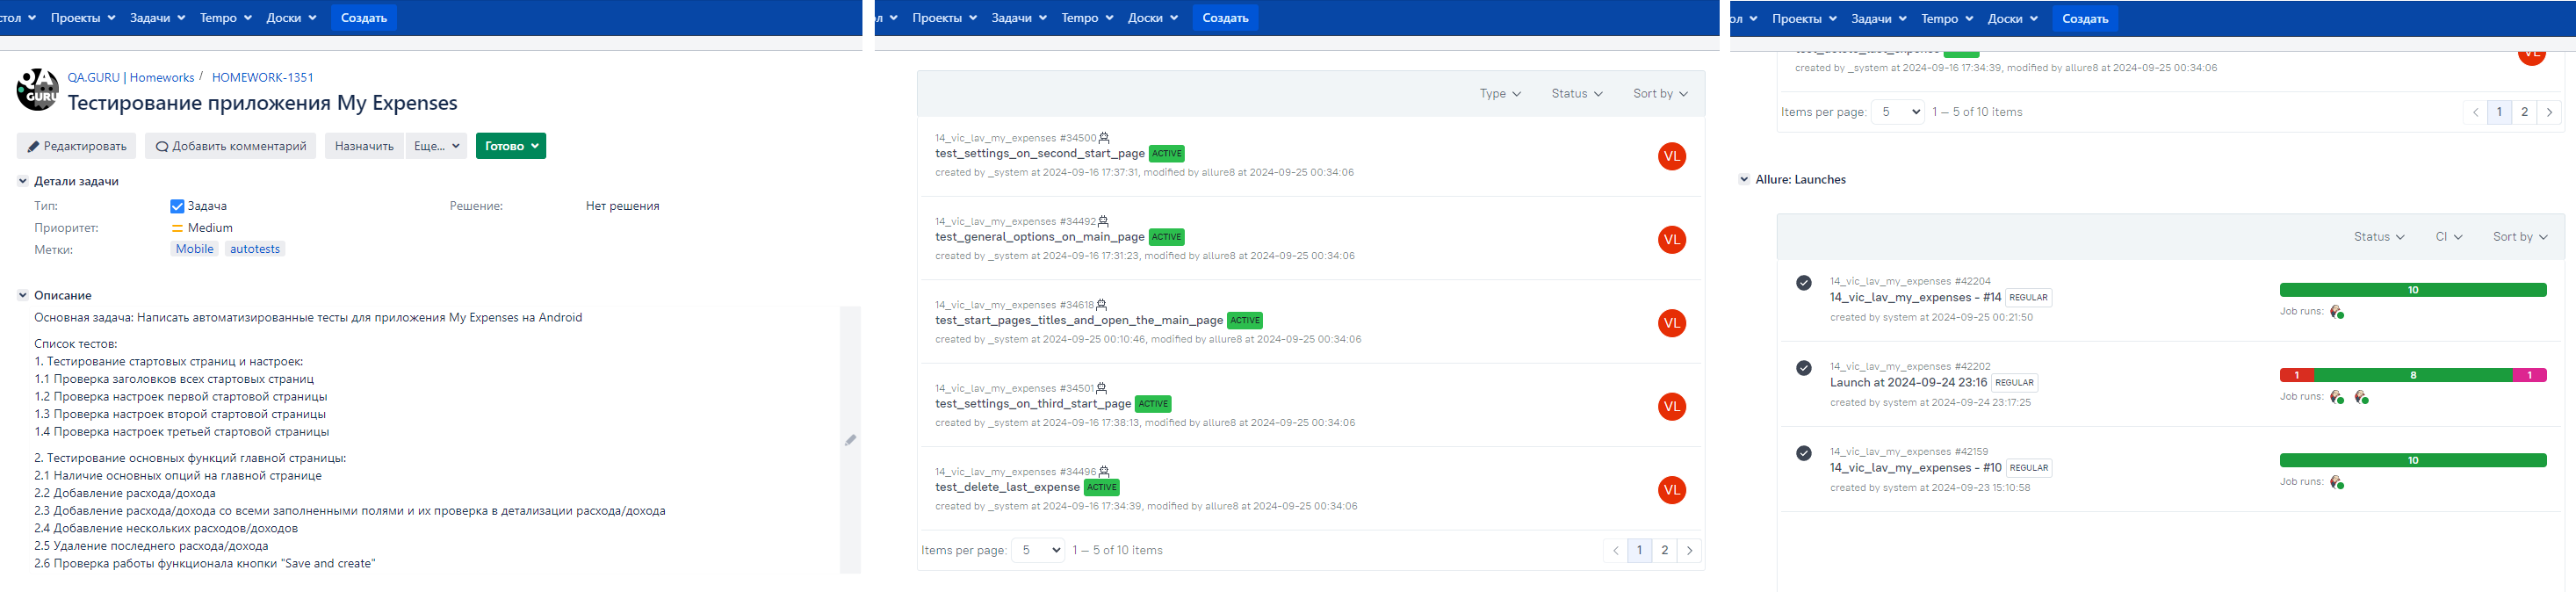 стол Проекты Задачи Tempo Доски Создать
QA GURU
QA.GURU | Homeworks / HOMEWORK-1351
Тестирование приложения My Expenses
Редактировать Добавить комментарий Назначить Еще... Готово
Детали задачи
Тип: Задача Решение: Нет решения
Приоритет: Medium
Метки: Mobile autotests
Описание
Основная задача: Написать автоматизированные тесты для приложения My Expenses на Android
Список тестов:
1. Тестирование стартовых страниц и настроек:
1.1 Проверка заголовков всех стартовых страниц
1.2 Проверка настроек первой стартовой страницы
1.3 Проверка настроек второй стартовой страницы
1.4 Проверка настроек третьей стартовой страницы
2. Тестирование основных функций главной страницы:
2.1 Наличие основных опций на главной странице
2.2 Добавление расхода/дохода
2.3 Добавление расхода/дохода со всеми заполненными полями и их проверка в детализации расхода/дохода
2.4 Добавление нескольких расходов/доходов
2.5 Удаление последнего расхода/дохода
2.6 Проверка работы функционала кнопки "Save and create"
ол Проекты Задачи Tempo Доски Создать
Type Status Sort by
14_vic_lav_my_expenses #34500
test_settings_on_second_start_page ACTIVE
created by _system at 2024-09-16 17:37:31, modified by allure8 at 2024-09-25 00:34:06
VL
14_vic_lav_my_expenses #34492
test_general_options_on_main_page ACTIVE
created by _system at 2024-09-16 17:31:23, modified by allure8 at 2024-09-25 00:34:06
VL
14_vic_lav_my_expenses #34618
test_start_pages_titles_and_open_the_main_page ACTIVE
created by _system at 2024-09-25 00:10:46, modified by allure8 at 2024-09-25 00:34:06
VL
14_vic_lav_my_expenses #34501
test_settings_on_third_start_page ACTIVE
created by _system at 2024-09-16 17:38:13, modified by allure8 at 2024-09-25 00:34:06
VL
14_vic_lav_my_expenses #34496
test_delete_last_expense ACTIVE
created by _system at 2024-09-16 17:34:39, modified by allure8 at 2024-09-25 00:34:06
VL
Items per page: 5 1 — 5 of 10 items 1 2
ол Проекты Задачи Tempo Доски Создать
test_delete_last_expense
VL
created by _system at 2024-09-16 17:34:39, modified by allure8 at 2024-09-25 00:34:06
Items per page: 5 1 — 5 of 10 items 1 2
Allure: Launches
Status CI Sort by
14_vic_lav_my_expenses #42204
14_vic_lav_my_expenses - #14 REGULAR
created by system at 2024-09-25 00:21:50
10
Job runs:
14_vic_lav_my_expenses #42202
Launch at 2024-09-24 23:16 REGULAR
created by system at 2024-09-24 23:17:25
1 8 1
Job runs:
14_vic_lav_my_expenses #42159
14_vic_lav_my_expenses - #10 REGULAR
created by system at 2024-09-23 15:10:58
10
Job runs: